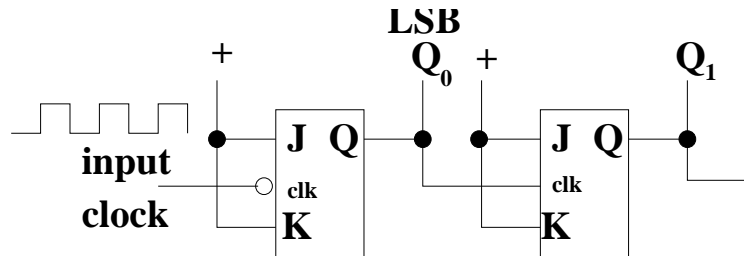 LSB
+ Q0 + Q1
J Q J Q
input
clk clk
clock
K K